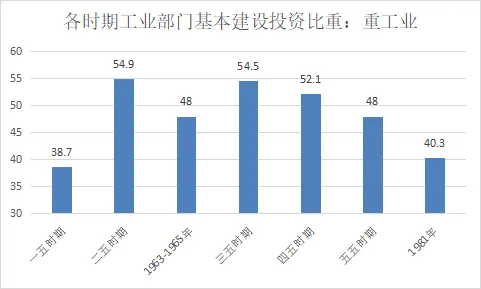 各时期工业部门基本建设投资比重：重工业
60
55
50
45
40
35
30
38.7
54.9
48
54.5
52.1
48
40.3
一五时期
二五时期
1963-1965年
三五时期
四五时期
五五时期
1981年